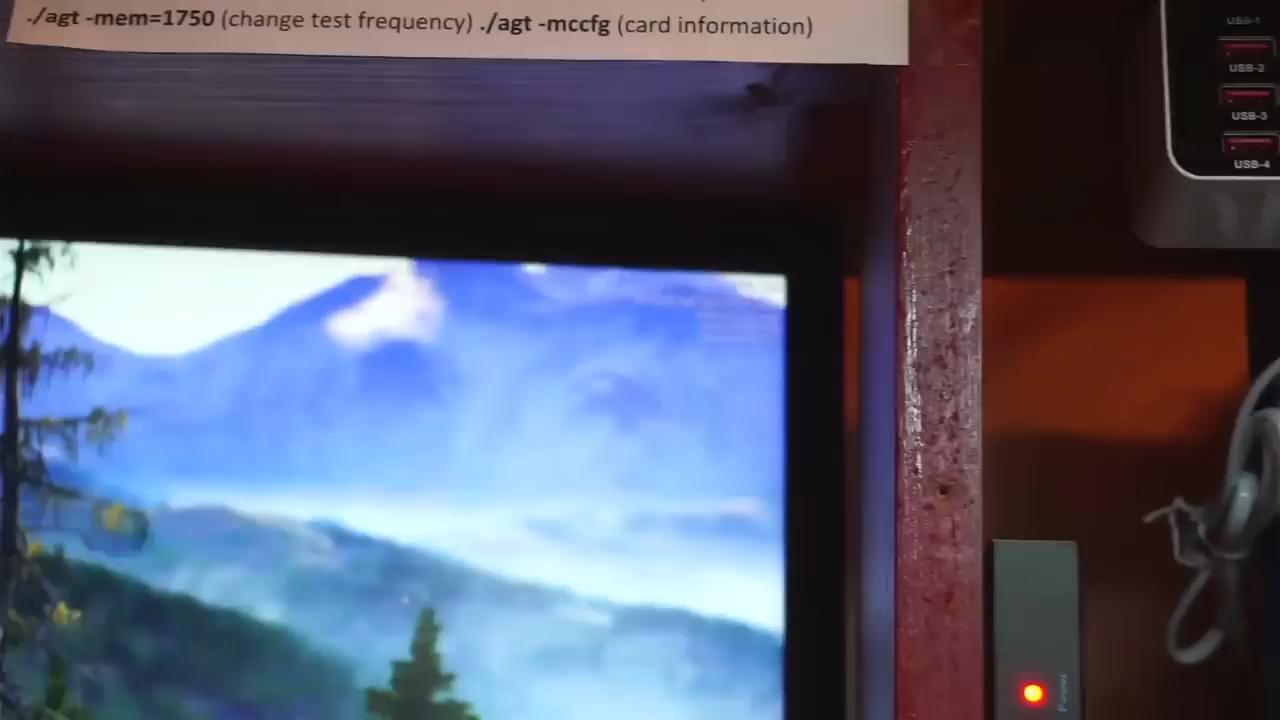 ./agt -mem=1750 (change test frequency) ./agt -mccfg (card information)
USB-1
USB-2
USB-3
USB-4